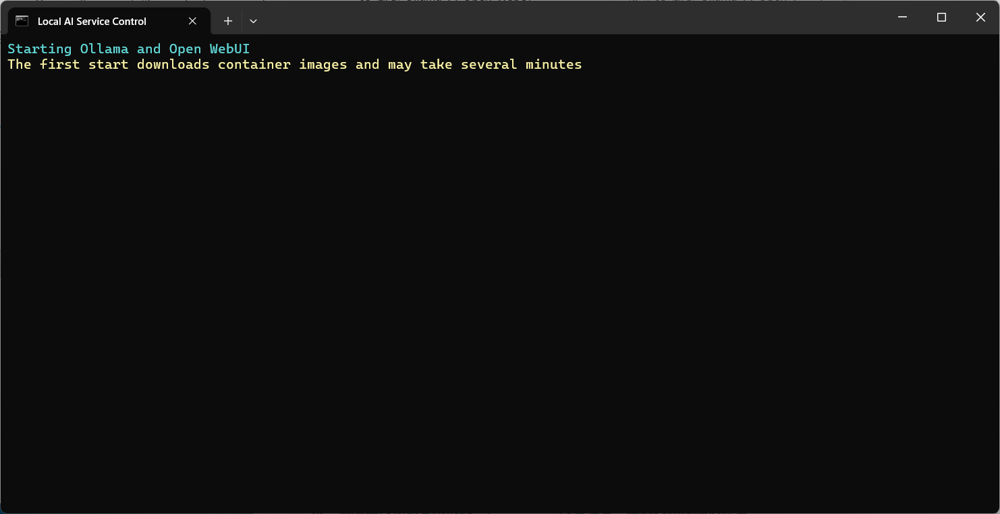 Local AI Service Control
Starting Ollama and Open WebUI
The first start downloads container images and may take several minutes